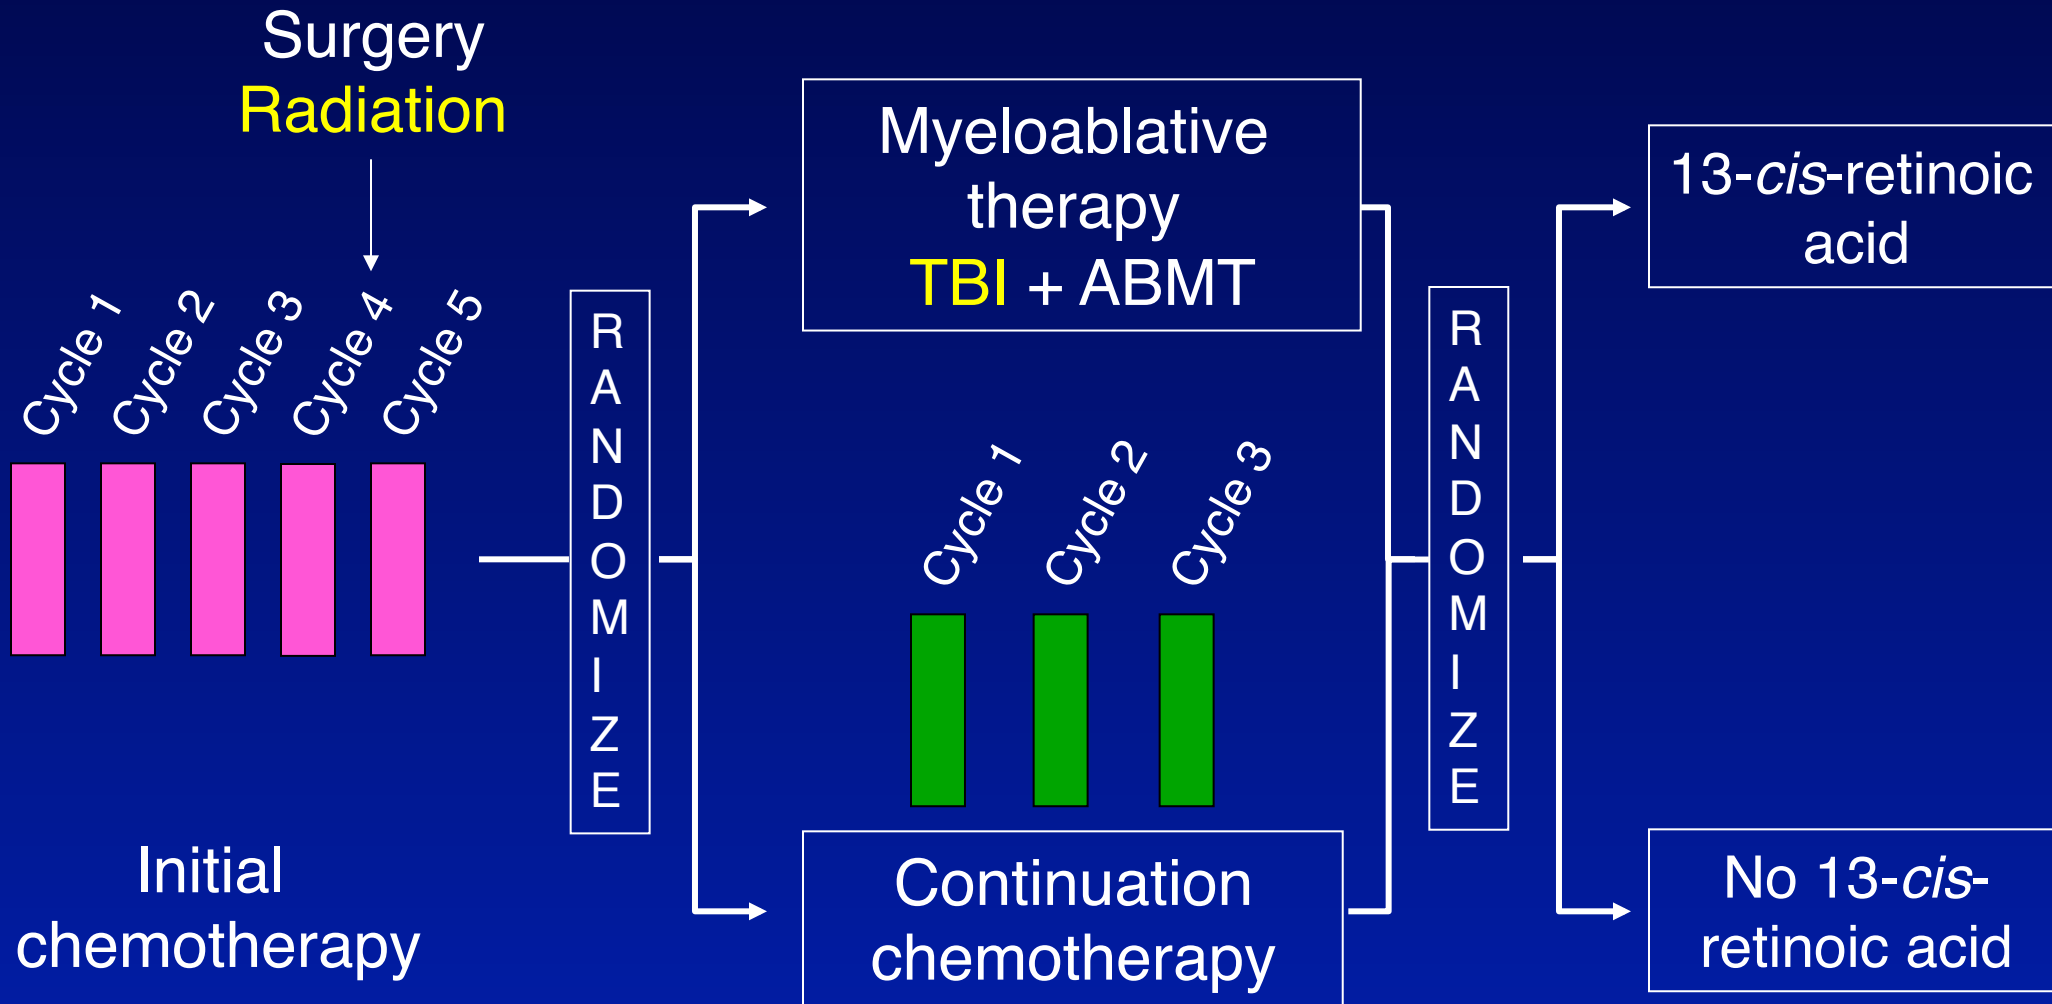 Surgery
Radiation
Cycle 1
Cycle 2
Cycle 3
Cycle 4
Cycle 5
Initial
chemotherapy
RANDOMIZE
Myeloablative
therapy
TBI + ABMT
Cycle 1
Cycle 2
Cycle 3
Continuation
chemotherapy
RANDOMIZE
13-cis-retinoic
acid
No 13-cis-
retinoic acid